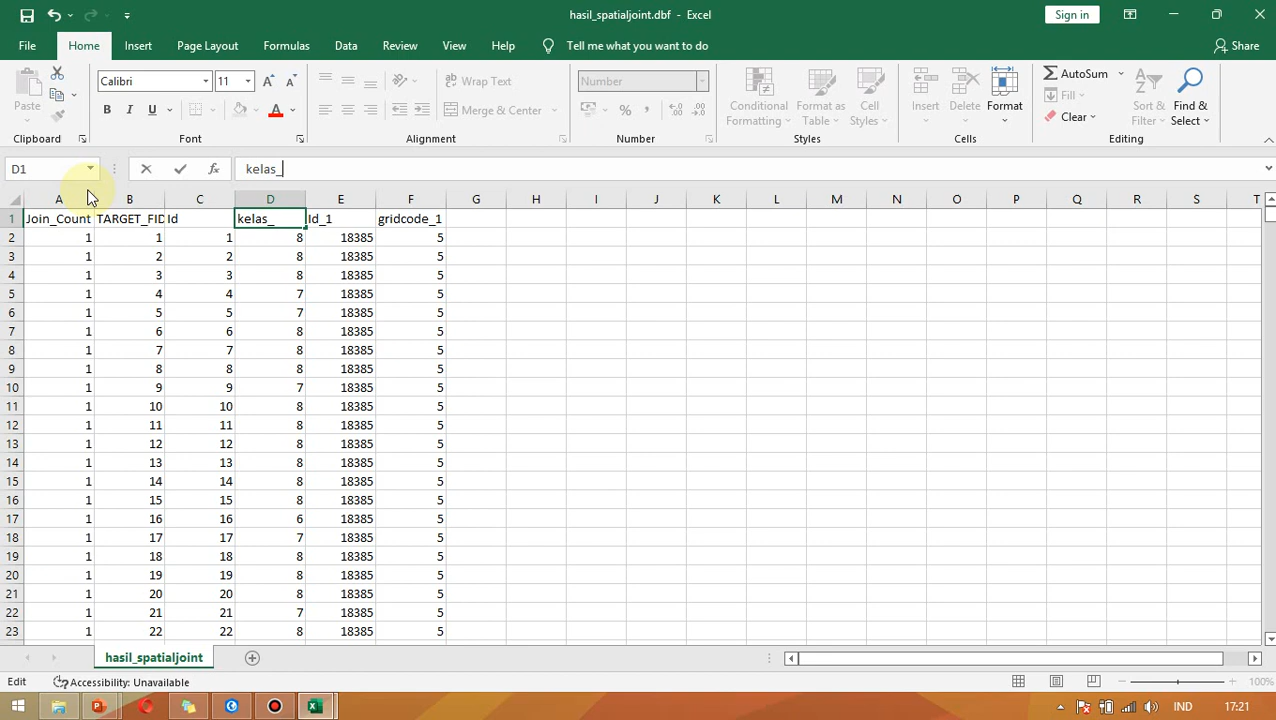 hasil_spatialjoint.dbf - Excel
Sign in
File Home Insert Page Layout Formulas Data Review View Help Tell me what you want to do Share
Calibri 11 Wrap Text Number AutoSum
Paste Merge & Center Conditional Formatting Format as Table Cell Styles Insert Delete Format Fill Clear Sort & Filter Find & Select
Clipboard Font Alignment Number Styles Cells Editing
D1 fx kelas_
A B C D E F G H I J K L M N O P Q R S T
1 Join_Count TARGET_FID Id kelas_ Id_1 gridcode_1
2 1 1 1 8 18385 5
3 1 2 2 8 18385 5
4 1 3 3 8 18385 5
5 1 4 4 7 18385 5
6 1 5 5 7 18385 5
7 1 6 6 8 18385 5
8 1 7 7 8 18385 5
9 1 8 8 8 18385 5
10 1 9 9 7 18385 5
11 1 10 10 8 18385 5
12 1 11 11 8 18385 5
13 1 12 12 8 18385 5
14 1 13 13 8 18385 5
15 1 14 14 8 18385 5
16 1 15 15 8 18385 5
17 1 16 16 6 18385 5
18 1 17 17 7 18385 5
19 1 18 18 8 18385 5
20 1 19 19 8 18385 5
21 1 20 20 8 18385 5
22 1 21 21 7 18385 5
23 1 22 22 8 18385 5
hasil_spatialjoint
Edit Accessibility: Unavailable 100%
IND 17:21